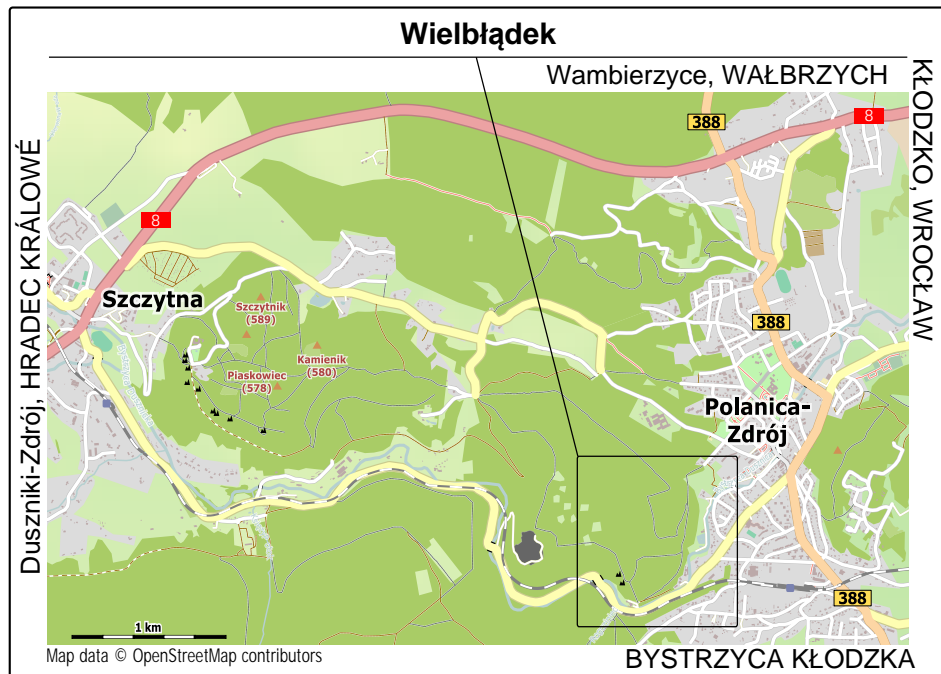 Wielbłądek
Wambierzyce, WAŁBRZYCH
KŁODZKO, WROCŁAW
Duszniki-Zdrój, HRADEC KRÁLOWÉ
388
8
8
Szczytna
Szczytnik
(589)
Kamienik
(580)
Piaskowiec
(578)
388
Polanica-
Zdrój
388
1 km
Map data © OpenStreetMap contributors
BYSTRZYCA KŁODZKA